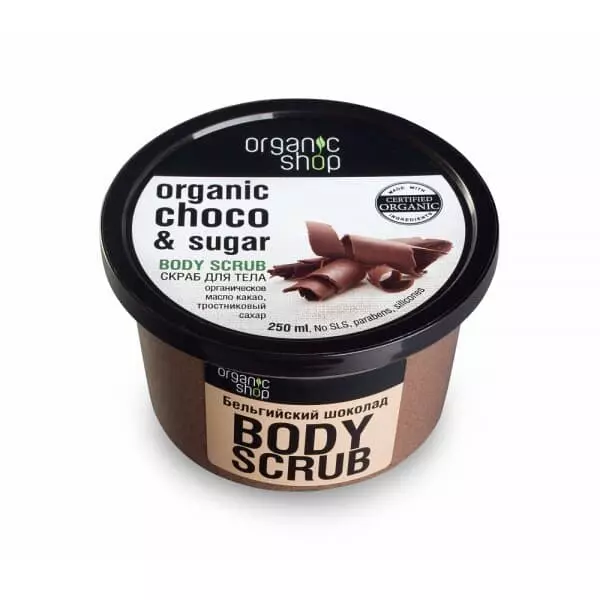 organic
shop
organic
choco
& sugar
BODY SCRUB
СКРАБ ДЛЯ ТЕЛА
органическое
масло какао,
тростниковый
сахар
MADE WITH
CERTIFIED
ORGANIC
INGREDIENTS
250 ml, No SLS, parabens, silicones
organic
shop
Бельгийский шоколад
BODY
SCRUB